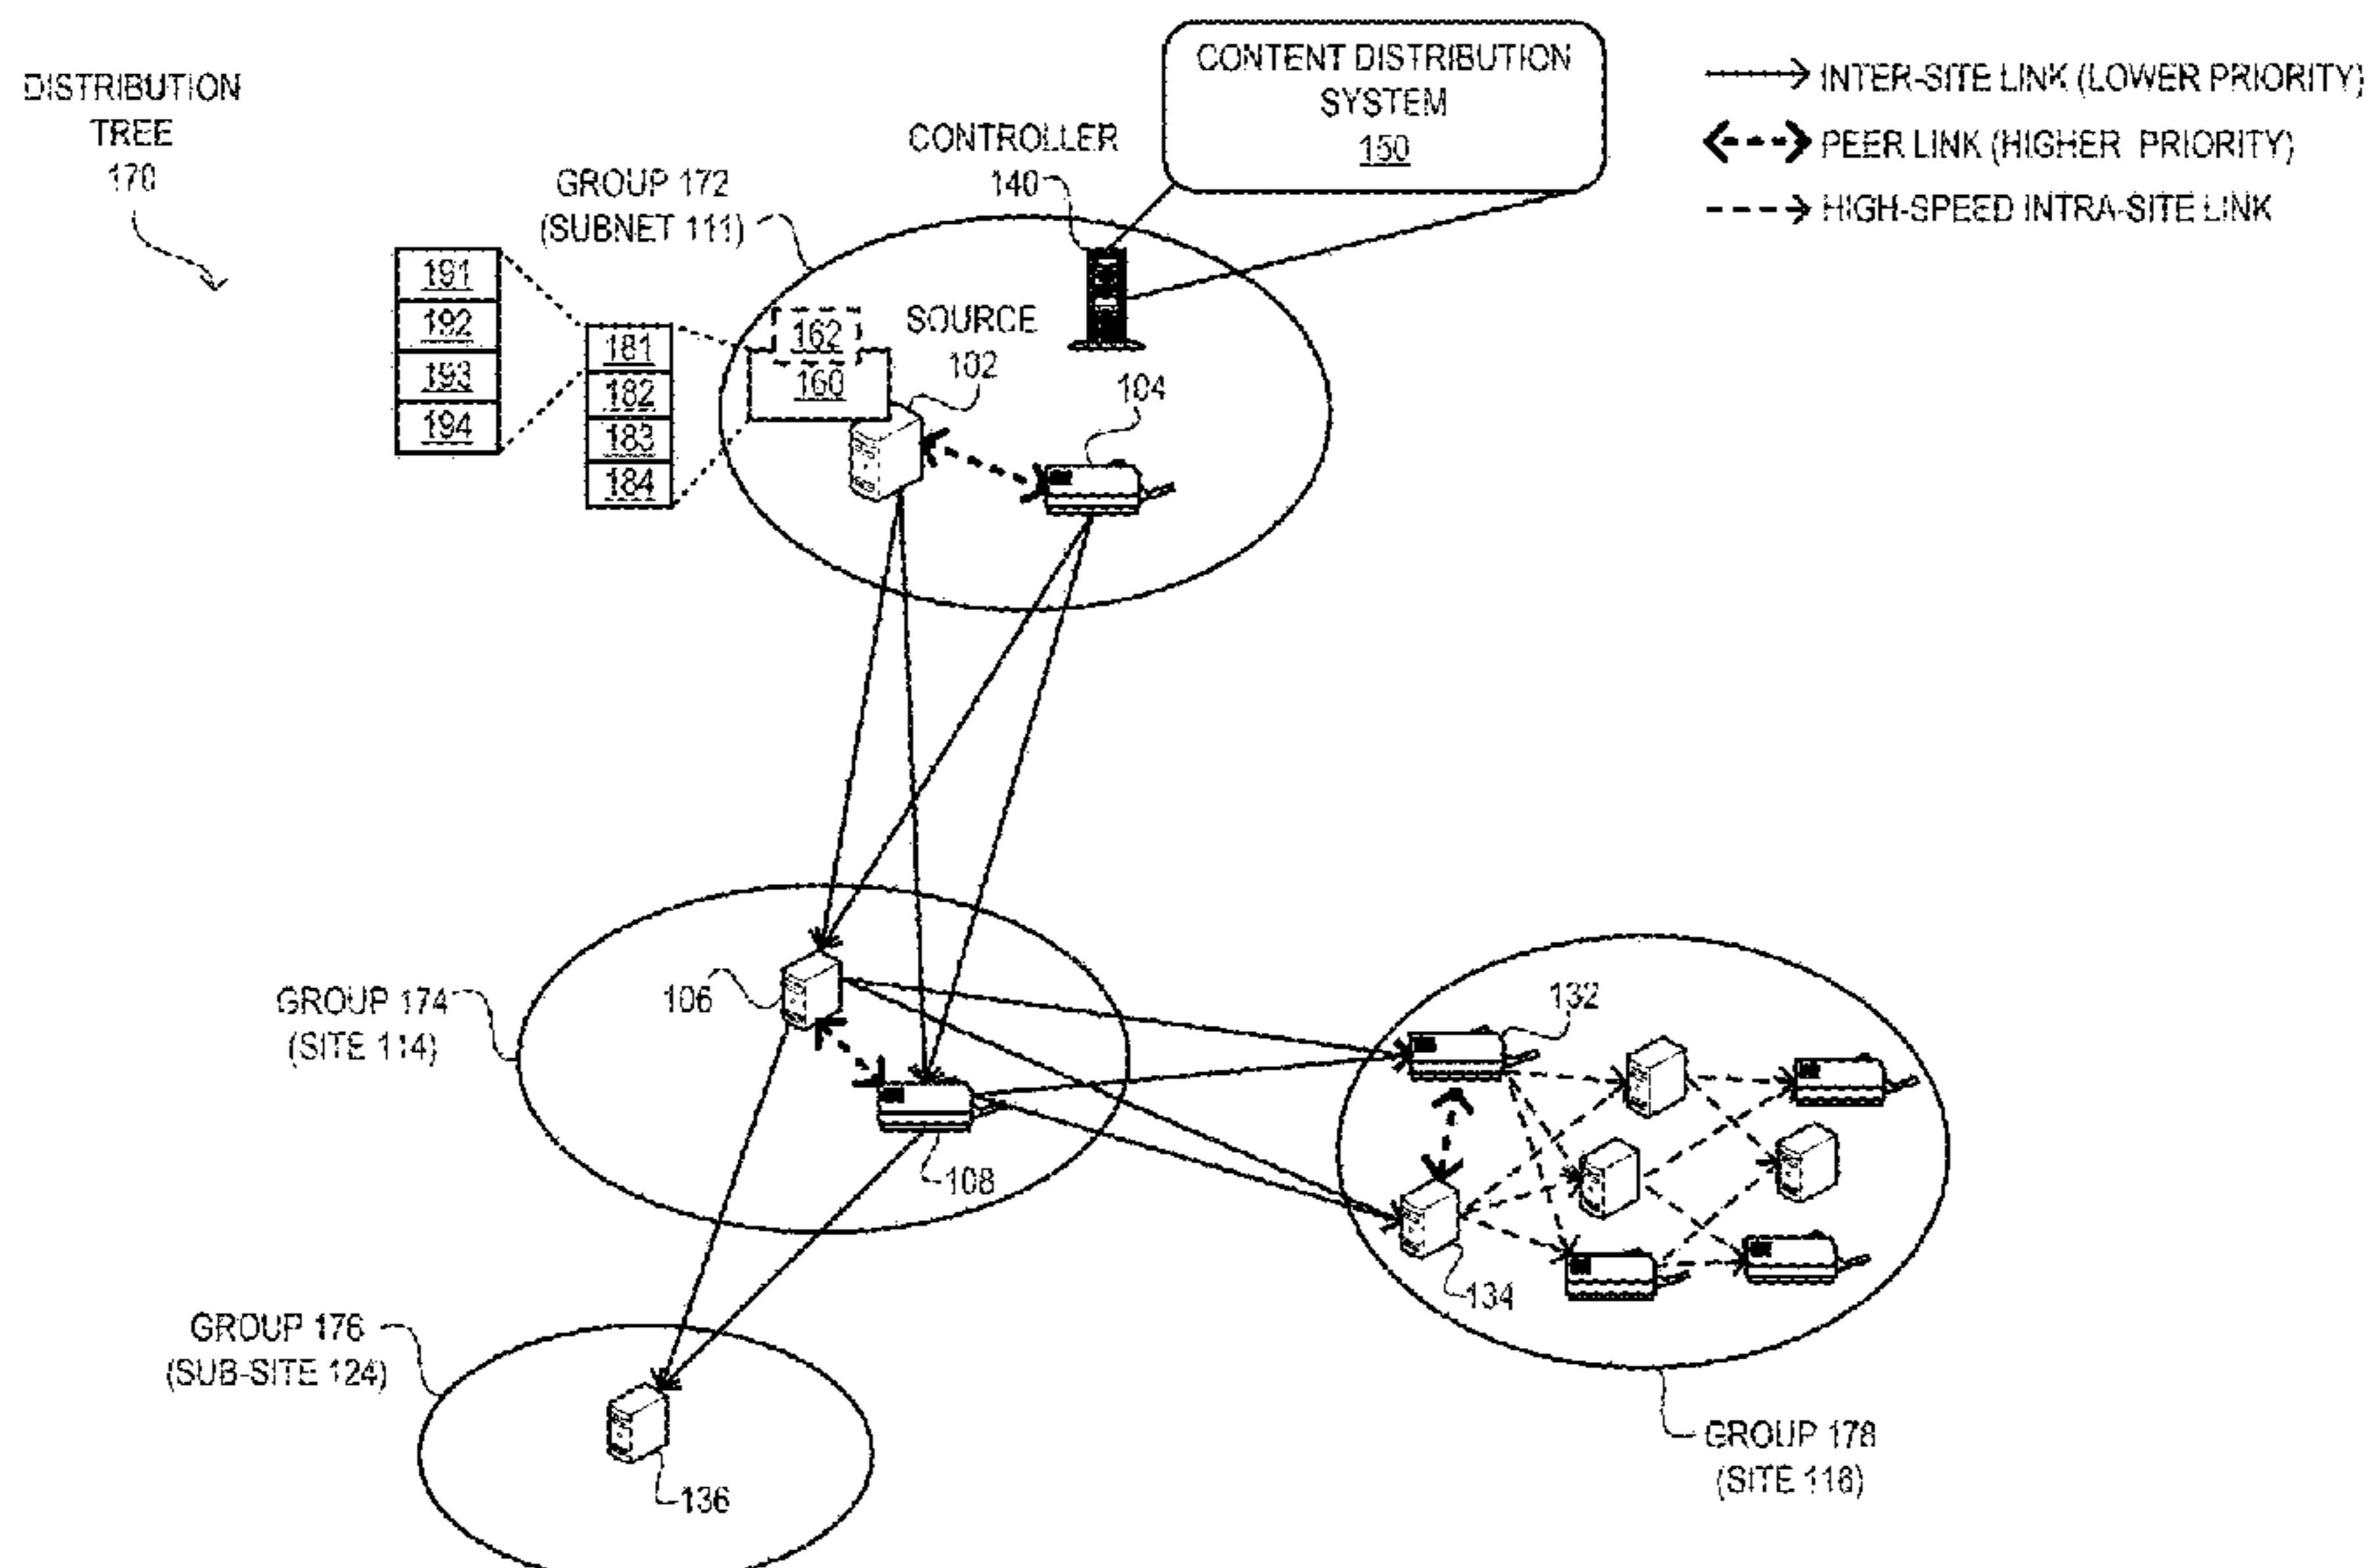 DISTRIBUTION
TREE
170
CONTENT DISTRIBUTION
SYSTEM
150
INTER-SITE LINK (LOWER PRIORITY)
PEER LINK (HIGHER PRIORITY)
HIGH-SPEED INTRA-SITE LINK
CONTROLLER
140
GROUP 172
(SUBNET 111)
191
192
193
194
181
182
183
184
162
160
SOURCE
102
104
GROUP 174
(SITE 114)
106
108
132
134
GROUP 176
(SUB-SITE 124)
136
GROUP 178
(SITE 116)